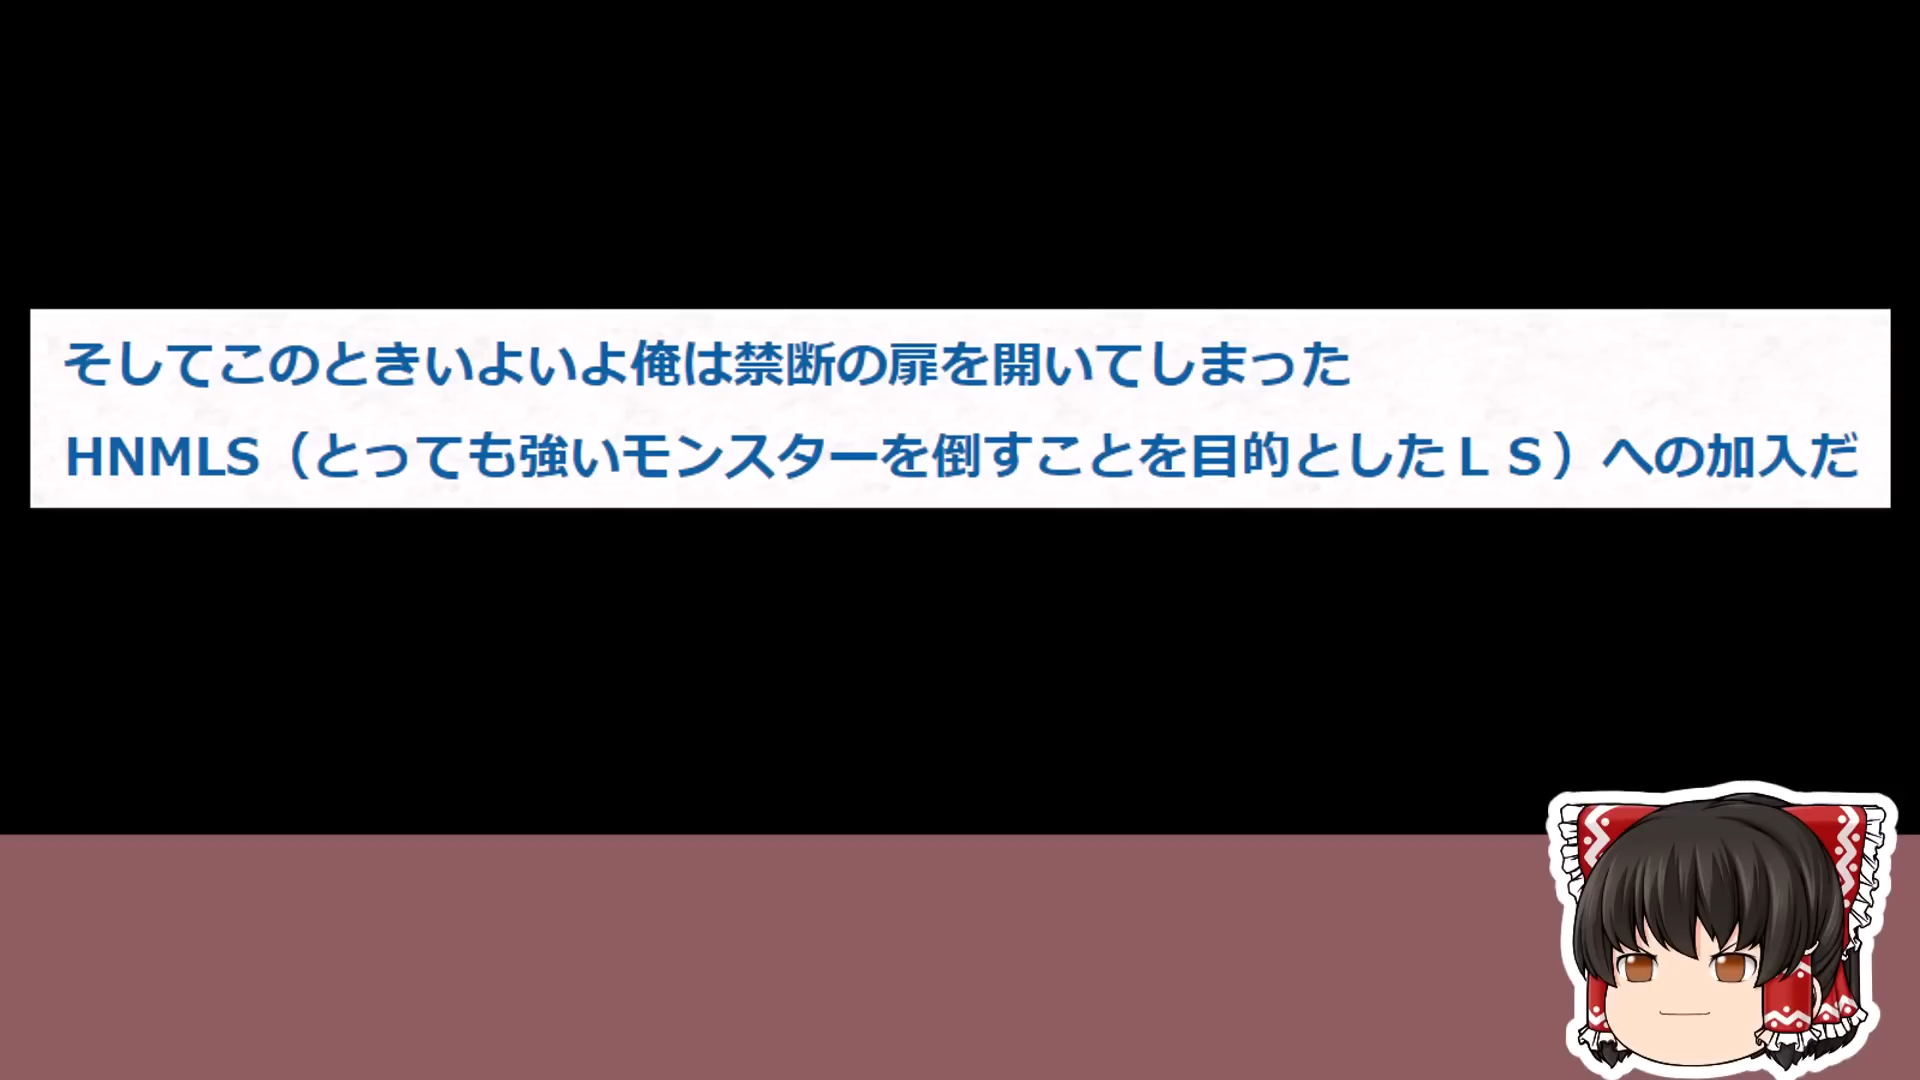 そしてこのときいよいよ俺は禁断の扉を開いてしまった
HNMLS（とっても強いモンスターを倒すことを目的としたＬＳ）への加入だ